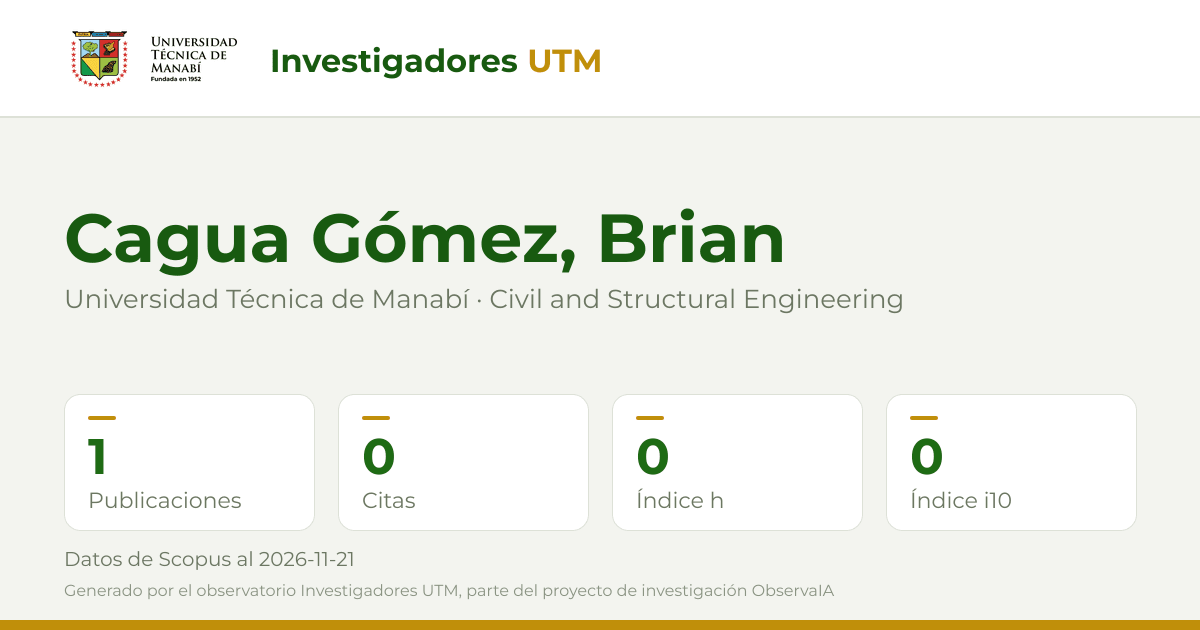 UNIVERSIDAD
TÉCNICA DE
MANABÍ
Fundada en 1952
Investigadores UTM
Cagua Gómez, Brian
Universidad Técnica de Manabí · Civil and Structural Engineering
1
Publicaciones
0
Citas
0
Índice h
0
Índice i10
Datos de Scopus al 2026-11-21
Generado por el observatorio Investigadores UTM, parte del proyecto de investigación ObservaIA